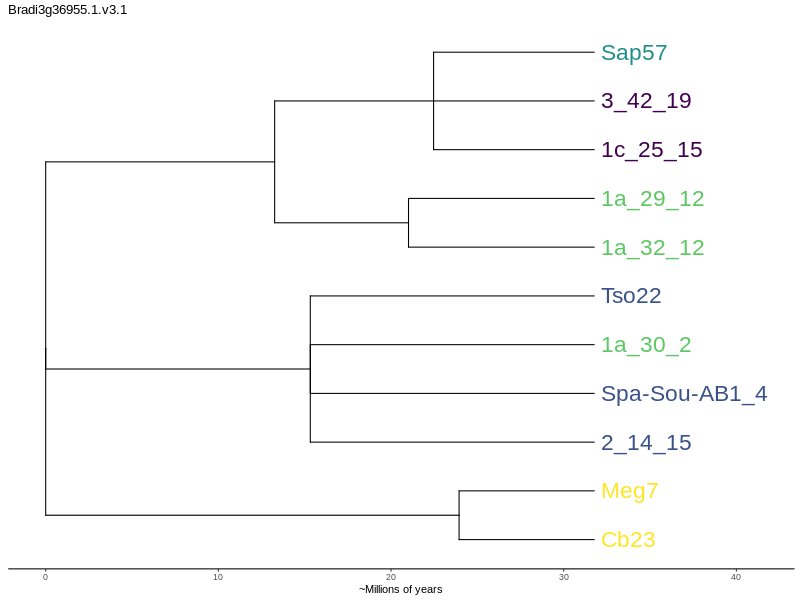 Bradi3g36955.1.v3.1
Sap57
3_42_19
1c_25_15
1a_29_12
1a_32_12
Tso22
1a_30_2
Spa-Sou-AB1_4
2_14_15
Meg7
Cb23
0 10 20 30 40
~Millions of years